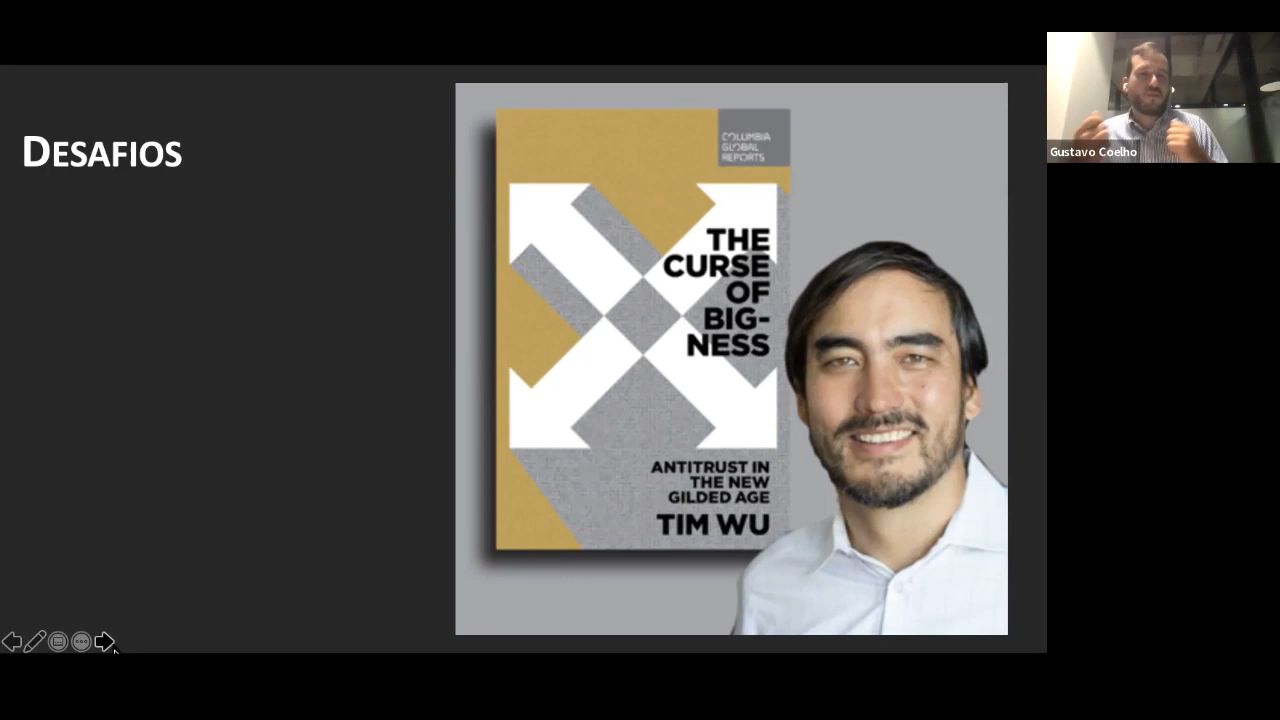 DESAFIOS
COLUMBIA
GLOBAL
REPORTS
THE
CURSE
OF
BIG-
NESS
ANTITRUST IN
THE NEW
GILDED AGE
TIM WU
Gustavo Coelho